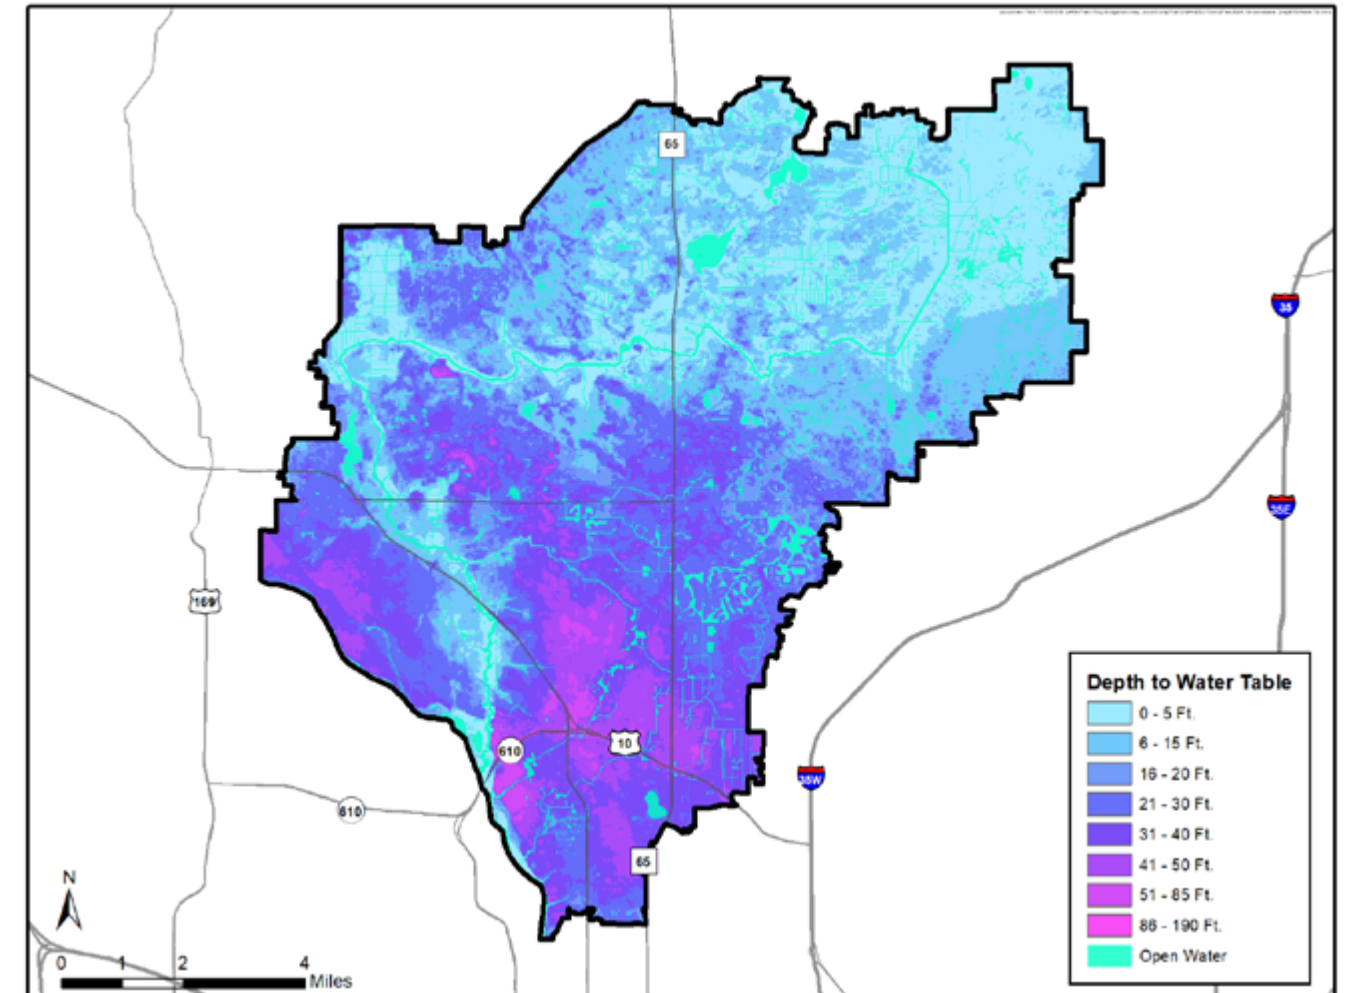 65
35
35E
169
Depth to Water Table
0 - 5 Ft.
6 - 15 Ft.
16 - 20 Ft.
21 - 30 Ft.
31 - 40 Ft.
41 - 50 Ft.
51 - 85 Ft.
86 - 190 Ft.
Open Water
610
10
35W
610
65
N
0 1 2 4
Miles